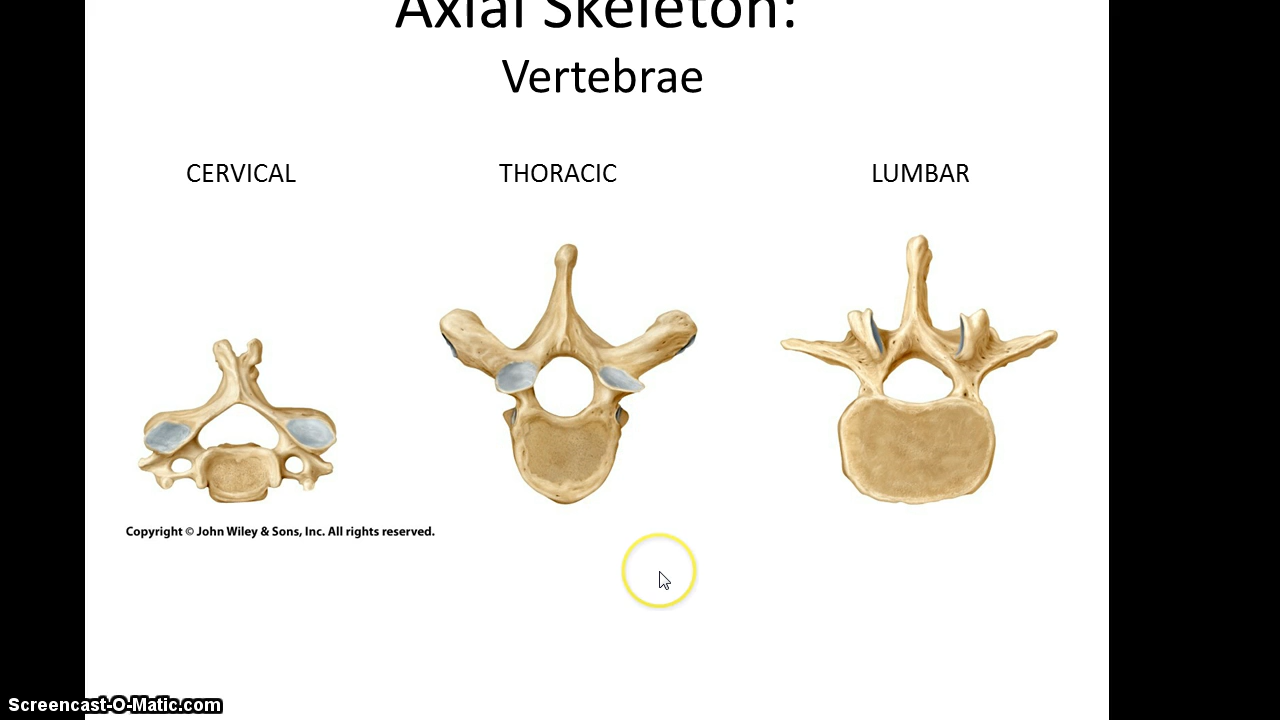 Axial Skeleton:
Vertebrae
CERVICAL THORACIC LUMBAR
Copyright © John Wiley & Sons, Inc. All rights reserved.
Screencast-O-Matic.com